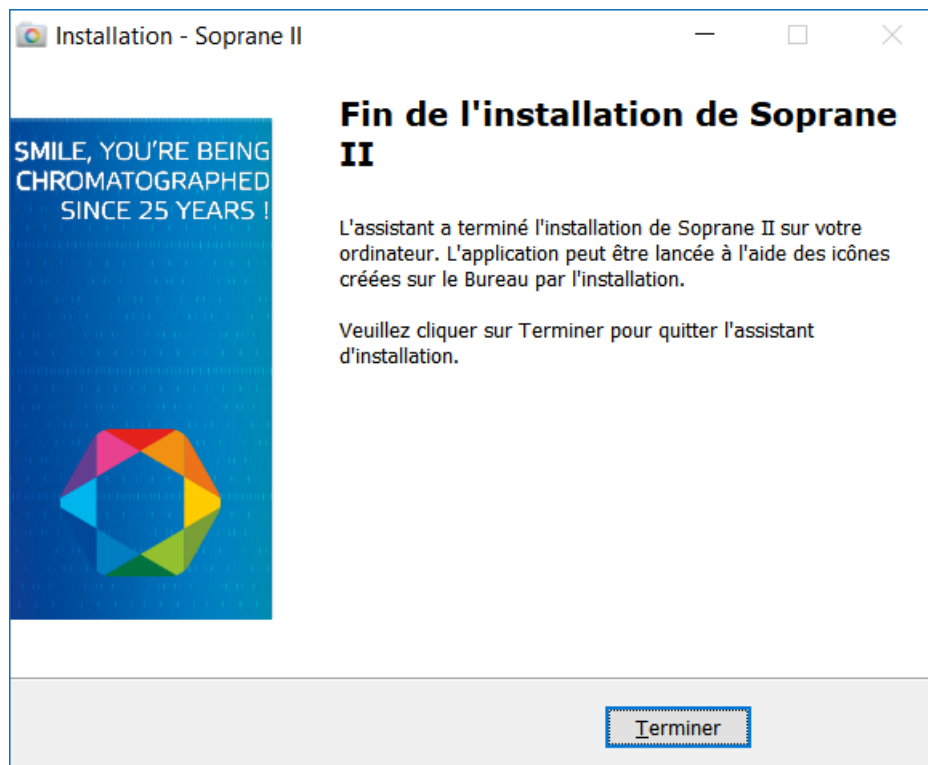 Installation - Soprane II
SMILE, YOU'RE BEING
CHROMATOGRAPHED
SINCE 25 YEARS !
Fin de l'installation de Soprane
II
L'assistant a terminé l'installation de Soprane II sur votre
ordinateur. L'application peut être lancée à l'aide des icônes
créées sur le Bureau par l'installation.
Veuillez cliquer sur Terminer pour quitter l'assistant
d'installation.
Terminer